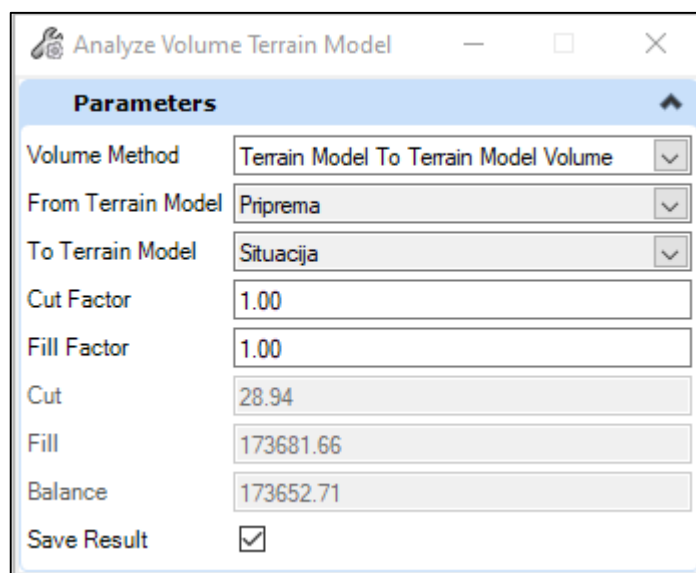 Analyze Volume Terrain Model
Parameters
Volume Method Terrain Model To Terrain Model Volume
From Terrain Model Priprema
To Terrain Model Situacija
Cut Factor 1.00
Fill Factor 1.00
Cut 28.94
Fill 173681.66
Balance 173652.71
Save Result